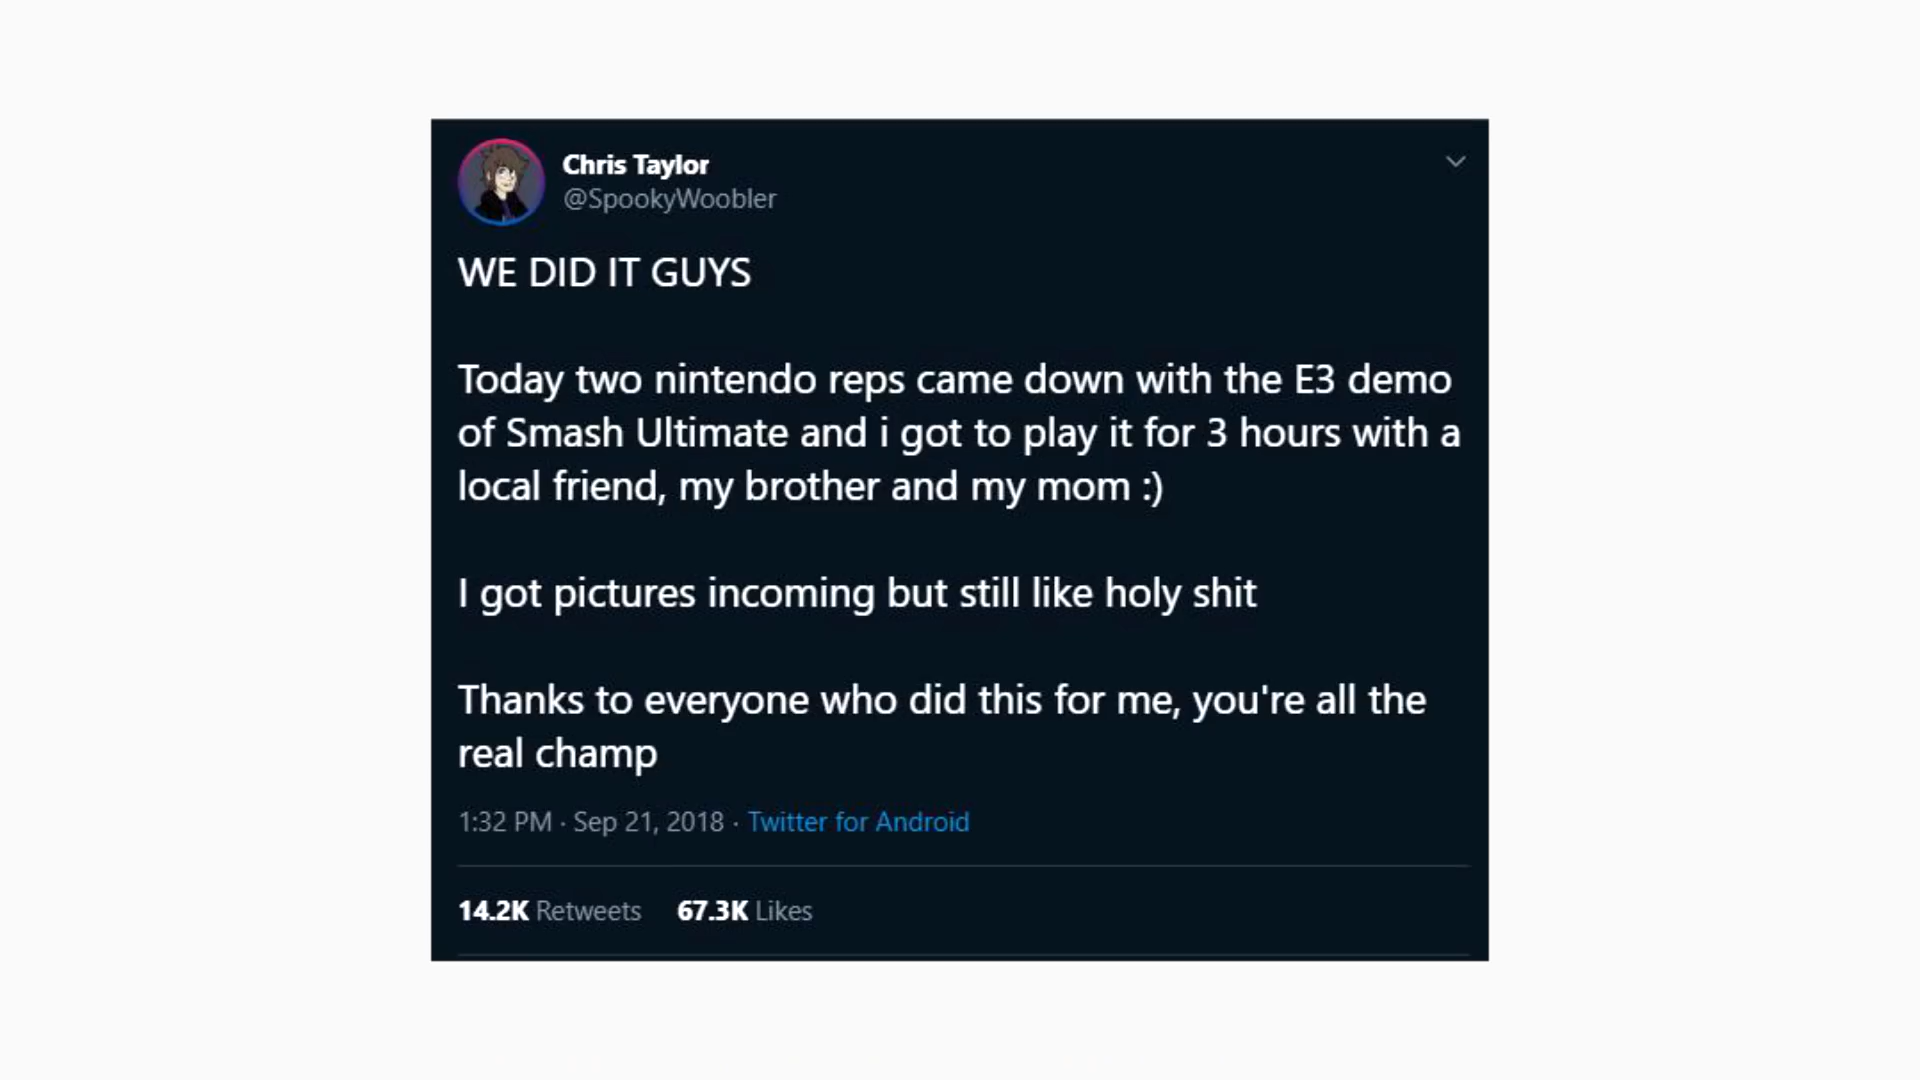 Chris Taylor
@SpookyWoobler
WE DID IT GUYS
Today two nintendo reps came down with the E3 demo
of Smash Ultimate and i got to play it for 3 hours with a
local friend, my brother and my mom :)
I got pictures incoming but still like holy shit
Thanks to everyone who did this for me, you're all the
real champ
1:32 PM · Sep 21, 2018 · Twitter for Android
14.2K Retweets 67.3K Likes